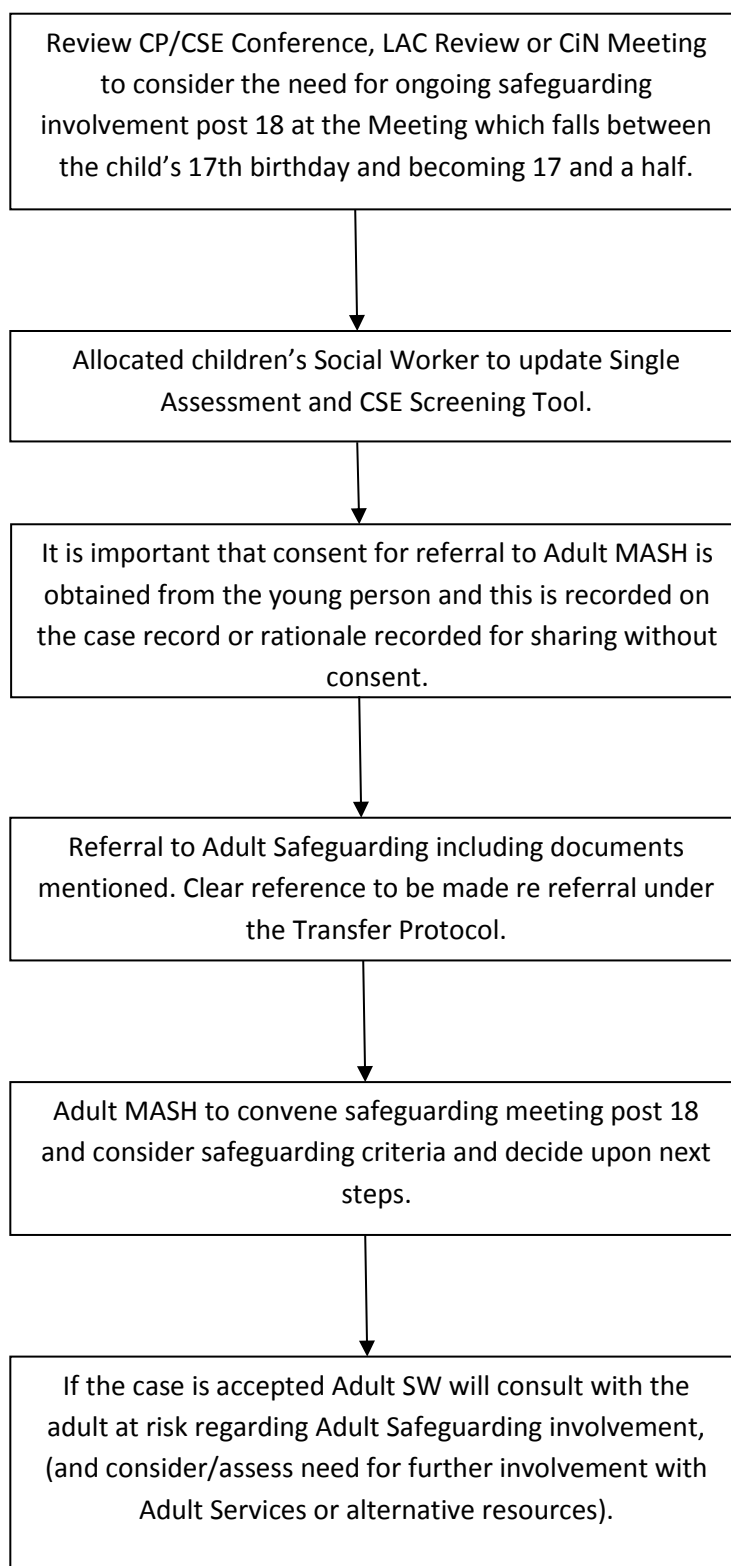 Review CP/CSE Conference, LAC Review or CiN Meeting
to consider the need for ongoing safeguarding
involvement post 18 at the Meeting which falls between
the child’s 17th birthday and becoming 17 and a half.
Allocated children’s Social Worker to update Single
Assessment and CSE Screening Tool.
It is important that consent for referral to Adult MASH is
obtained from the young person and this is recorded on
the case record or rationale recorded for sharing without
consent.
Referral to Adult Safeguarding including documents
mentioned. Clear reference to be made re referral under
the Transfer Protocol.
Adult MASH to convene safeguarding meeting post 18
and consider safeguarding criteria and decide upon next
steps.
If the case is accepted Adult SW will consult with the
adult at risk regarding Adult Safeguarding involvement,
(and consider/assess need for further involvement with
Adult Services or alternative resources).